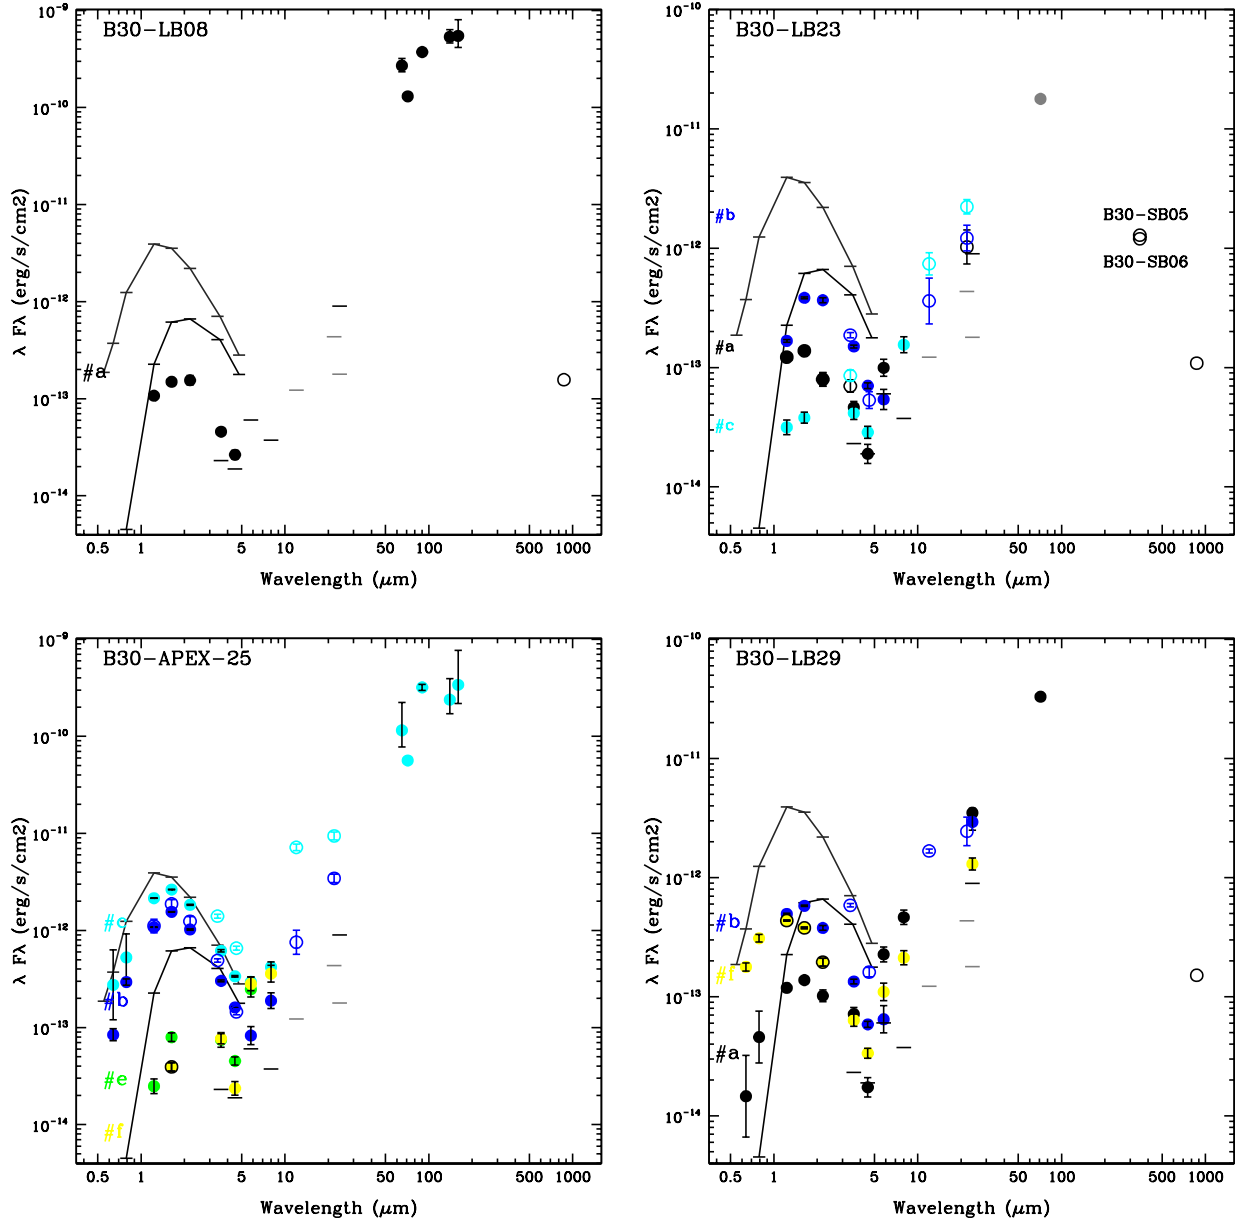 B30-LB08
10⁻⁹
10⁻¹⁰
10⁻¹¹
10⁻¹²
10⁻¹³
10⁻¹⁴
λ Fλ (erg/s/cm2)
#a
0.5 1 5 10 50 100 500 1000
Wavelength (μm)
B30-LB23
10⁻¹⁰
10⁻¹¹
10⁻¹²
10⁻¹³
10⁻¹⁴
λ Fλ (erg/s/cm2)
#b
#a
#c
B30-SB05
B30-SB06
0.5 1 5 10 50 100 500 1000
Wavelength (μm)
B30-APEX-25
10⁻⁹
10⁻¹⁰
10⁻¹¹
10⁻¹²
10⁻¹³
10⁻¹⁴
λ Fλ (erg/s/cm2)
#c
#b
#e
#f
0.5 1 5 10 50 100 500 1000
Wavelength (μm)
B30-LB29
10⁻¹⁰
10⁻¹¹
10⁻¹²
10⁻¹³
10⁻¹⁴
λ Fλ (erg/s/cm2)
#b
#f
#a
0.5 1 5 10 50 100 500 1000
Wavelength (μm)